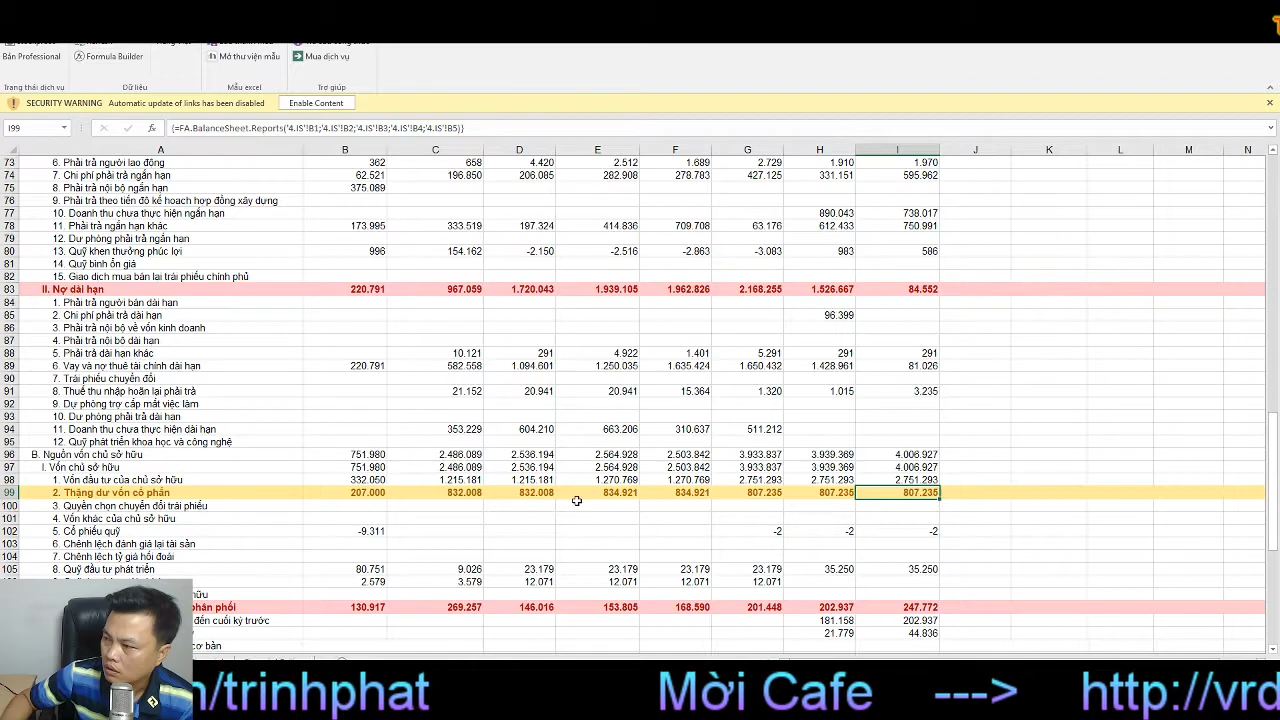 Bán Professional
Formula Builder
Mở thư viện mẫu
Mua dịch vụ
Trạng thái dịch vụ
Dữ liệu
Mẫu excel
Trợ giúp
SECURITY WARNING Automatic update of links has been disabled Enable Content
I99 fx {=FA.BalanceSheet.Reports('4.IS'!B1;'4.IS'!B2;'4.IS'!B3;'4.IS'!B4;'4.IS'!B5)}
A B C D E F G H I J K L M N
73 6. Phải trả người lao động 362 658 4.420 2.512 1.689 2.729 1.910 1.970
74 7. Chi phí phải trả ngắn hạn 62.521 196.850 206.085 282.908 278.783 427.125 331.151 595.962
75 8. Phải trả nội bộ ngắn hạn 375.089
76 9. Phải trả theo tiến độ kế hoạch hợp đồng xây dựng
77 10. Doanh thu chưa thực hiện ngắn hạn 890.043 738.017
78 11. Phải trả ngắn hạn khác 173.995 333.519 197.324 414.836 709.708 63.176 612.433 750.991
79 12. Dự phòng phải trả ngắn hạn
80 13. Quỹ khen thưởng phúc lợi 996 154.162 -2.150 -2.516 -2.863 -3.083 983 586
81 14. Quỹ bình ổn giá
82 15. Giao dịch mua bán lại trái phiếu chính phủ
83 II. Nợ dài hạn 220.791 967.059 1.720.043 1.939.105 1.962.826 2.168.255 1.526.667 84.552
84 1. Phải trả người bán dài hạn
85 2. Chi phí phải trả dài hạn 96.399
86 3. Phải trả nội bộ về vốn kinh doanh
87 4. Phải trả nội bộ dài hạn
88 5. Phải trả dài hạn khác 10.121 291 4.922 1.401 5.291 291 291
89 6. Vay và nợ thuê tài chính dài hạn 220.791 582.558 1.094.601 1.250.035 1.635.424 1.650.432 1.428.961 81.026
90 7. Trái phiếu chuyển đổi
91 8. Thuế thu nhập hoãn lại phải trả 21.152 20.941 20.941 15.364 1.320 1.015 3.235
92 9. Dự phòng trợ cấp mất việc làm
93 10. Dự phòng phải trả dài hạn
94 11. Doanh thu chưa thực hiện dài hạn 353.229 604.210 663.206 310.637 511.212
95 12. Quỹ phát triển khoa học và công nghệ
96 B. Nguồn vốn chủ sở hữu 751.980 2.486.089 2.536.194 2.564.928 2.503.842 3.933.837 3.939.369 4.006.927
97 I. Vốn chủ sở hữu 751.980 2.486.089 2.536.194 2.564.928 2.503.842 3.933.837 3.939.369 4.006.927
98 1. Vốn đầu tư của chủ sở hữu 332.050 1.215.181 1.215.181 1.270.769 1.270.769 2.751.293 2.751.293 2.751.293
99 2. Thặng dư vốn cổ phần 207.000 832.008 832.008 834.921 834.921 807.235 807.235 807.235
100 3. Quyền chọn chuyển đổi trái phiếu
101 4. Vốn khác của chủ sở hữu
102 5. Cổ phiếu quỹ -9.311 -2 -2 -2
103 6. Chênh lệch đánh giá lại tài sản
104 7. Chênh lệch tỷ giá hối đoái
105 8. Quỹ đầu tư phát triển 80.751 9.026 23.179 23.179 23.179 23.179 35.250 35.250
2.579 3.579 12.071 12.071 12.071 12.071
hữu
phân phối 130.917 269.257 146.016 153.805 168.590 201.448 202.937 247.772
đến cuối kỳ trước 181.158 202.937
21.779 44.836
cơ bản
n/trinhphat Mời Cafe ---> http://vrd